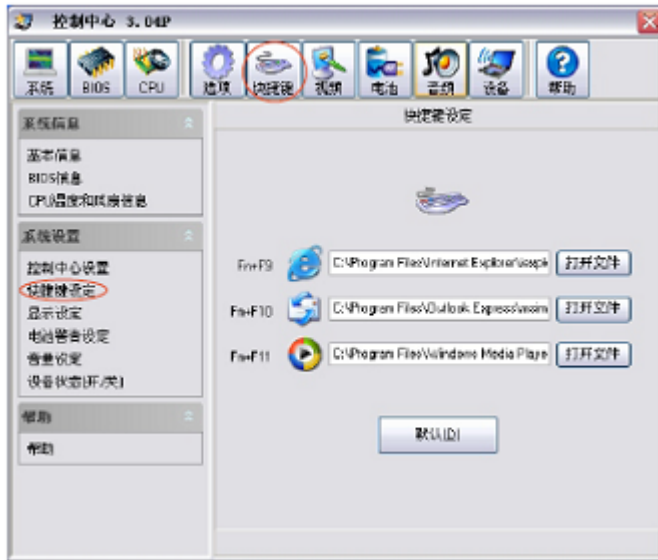 控制中心 3.04P
系统 BIOS CPU 选项 快捷键 视频 电池 音频 设备 帮助
系统信息
基本信息
BIOS信息
CPU温度和风扇信息
系统设置
控制中心设置
快捷键设定
显示设定
电池警告设定
音量设定
设备状态(开/关)
帮助
帮助
快捷键设定
Fn+F9 C:\Program Files\Internet Explorer\iexpl 打开文件
Fn+F10 C:\Program Files\Outlook Express\msim 打开文件
Fn+F11 C:\Program Files\Windows Media Playe 打开文件
默认(D)